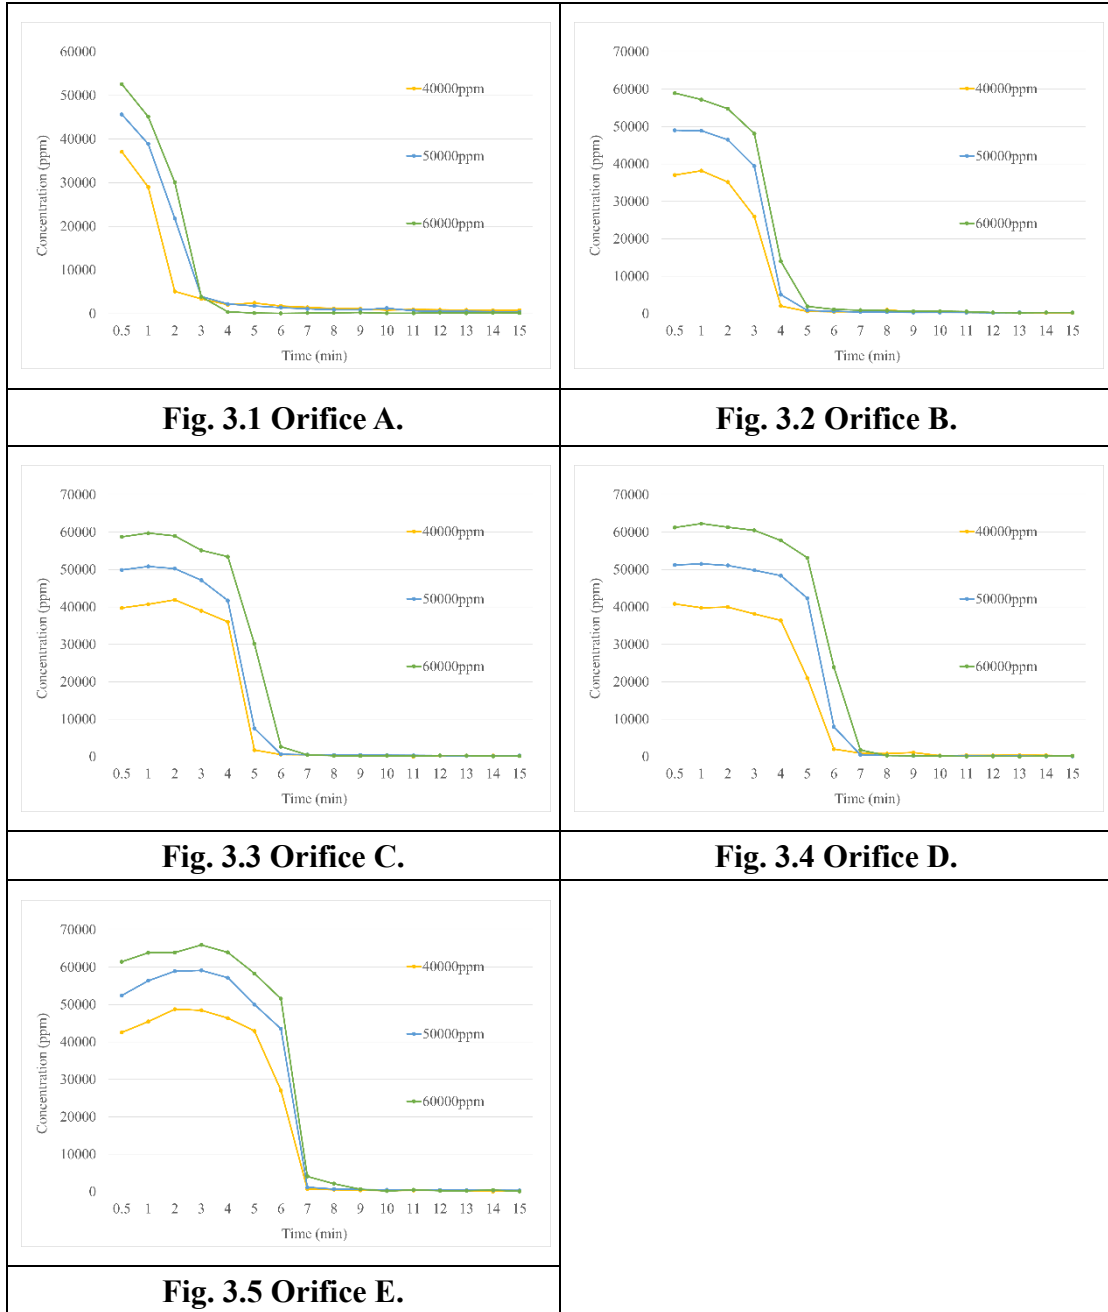 60000
50000
40000
30000
20000
10000
0
Concentration (ppm)
0.5 1 2 3 4 5 6 7 8 9 10 11 12 13 14 15
Time (min)
40000ppm
50000ppm
60000ppm
Fig. 3.1 Orifice A.
70000
60000
50000
40000
30000
20000
10000
0
Concentration (ppm)
0.5 1 2 3 4 5 6 7 8 9 10 11 12 13 14 15
Time (min)
40000ppm
50000ppm
60000ppm
Fig. 3.2 Orifice B.
70000
60000
50000
40000
30000
20000
10000
0
Concentration (ppm)
0.5 1 2 3 4 5 6 7 8 9 10 11 12 13 14 15
Time (min)
40000ppm
50000ppm
60000ppm
Fig. 3.3 Orifice C.
70000
60000
50000
40000
30000
20000
10000
0
Concentration (ppm)
0.5 1 2 3 4 5 6 7 8 9 10 11 12 13 14 15
Time (min)
40000ppm
50000ppm
60000ppm
Fig. 3.4 Orifice D.
70000
60000
50000
40000
30000
20000
10000
0
Concentration (ppm)
0.5 1 2 3 4 5 6 7 8 9 10 11 12 13 14 15
Time (min)
40000ppm
50000ppm
60000ppm
Fig. 3.5 Orifice E.